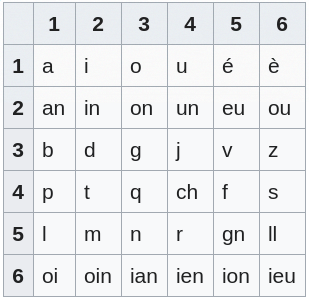 1 2 3 4 5 6
1 a i o u é è
2 an in on un eu ou
3 b d g j v z
4 p t q ch f s
5 l m n r gn ll
6 oi oin ian ien ion ieu